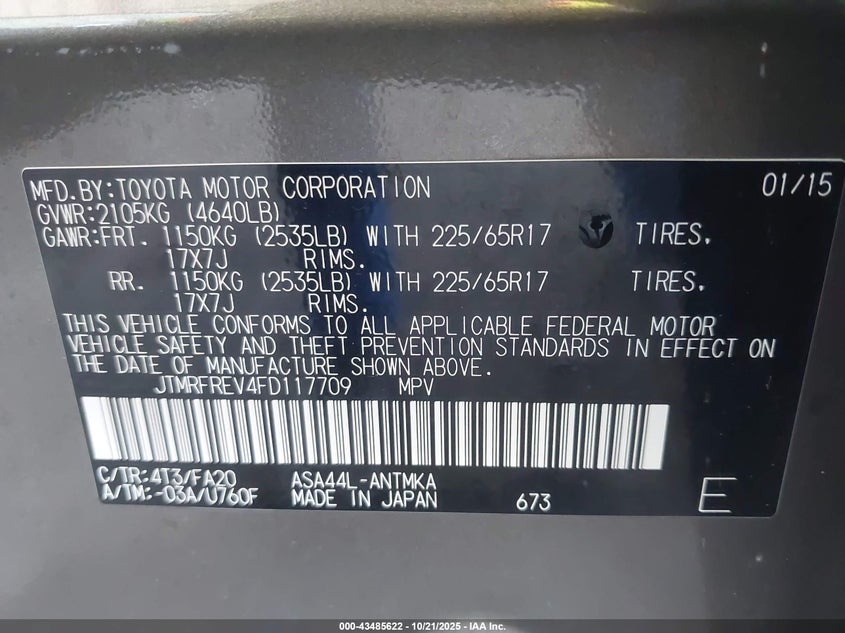 MFD.BY:TOYOTA MOTOR CORPORATION 01/15
GVWR:2105KG (4640LB)
GAWR:FRT. 1150KG (2535LB) WITH 225/65R17 TIRES.
17X7J RIMS.
RR. 1150KG (2535LB) WITH 225/65R17 TIRES.
17X7J RIMS.
THIS VEHICLE CONFORMS TO ALL APPLICABLE FEDERAL MOTOR
VEHICLE SAFETY AND THEFT PREVENTION STANDARDS IN EFFECT ON
THE DATE OF MANUFACTURE SHOWN ABOVE.
JTMRFREV4FD117709 MPV
C/TR:4T3/FA20 ASA44L-ANTMKA
A/TM:-03A/U760F MADE IN JAPAN 673 E
000-43485622 - 10/21/2025 - IAA Inc.